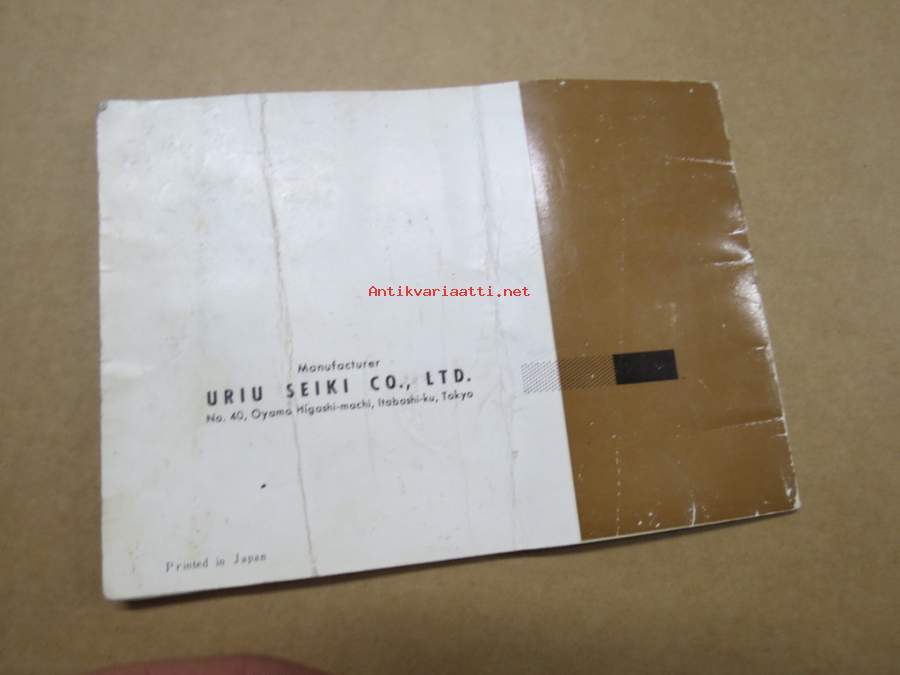 Antikvariaatti.net
Manufacturer
URIU SEIKI CO., LTD.
No. 40, Oyama Higashi-machi, Itabashi-ku, Tokyo
Printed in Japan